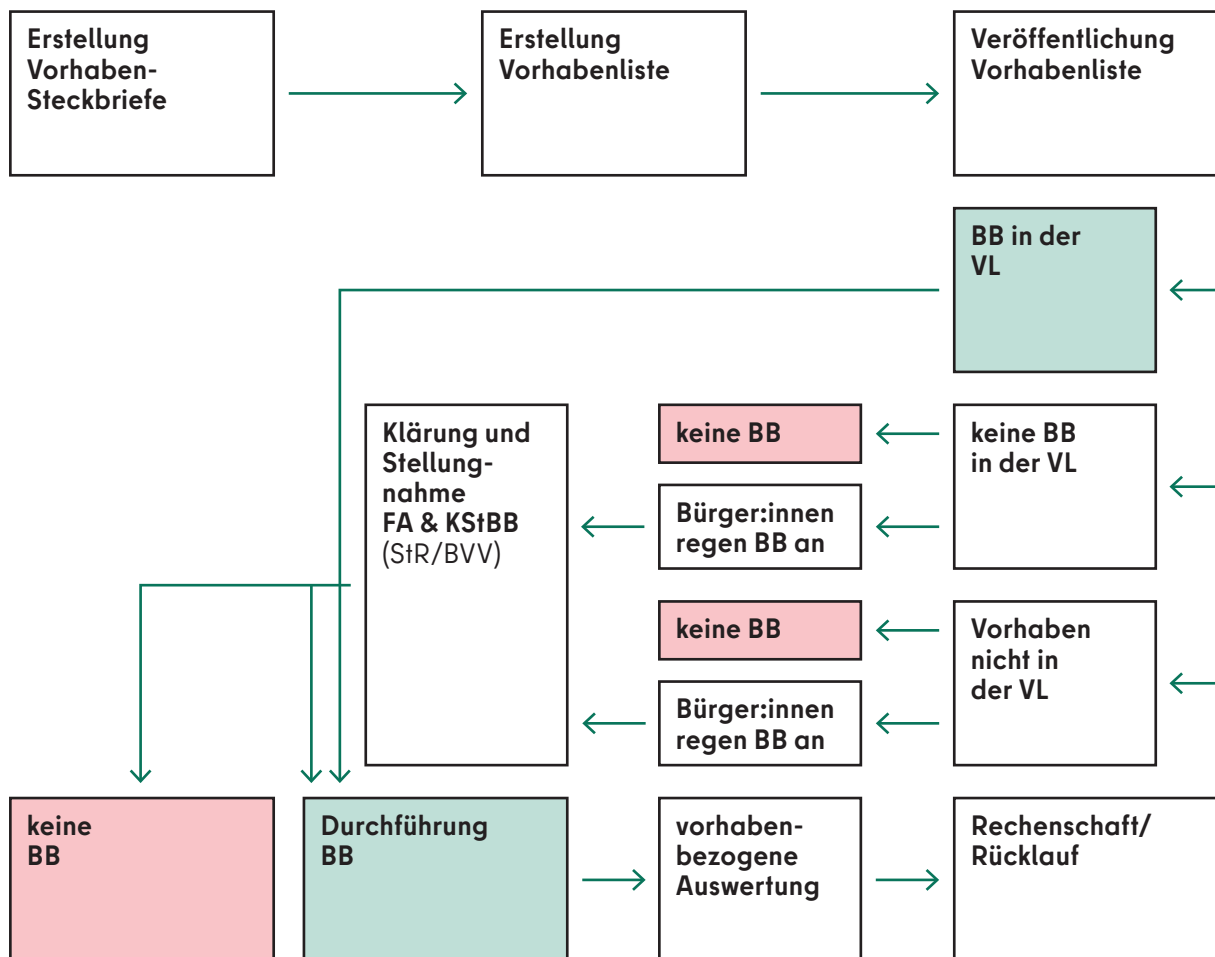 Erstellung
Vorhaben-
Steckbriefe
Erstellung
Vorhabenliste
Veröffentlichung
Vorhabenliste
BB in der
VL
Klärung und
Stellung-
nahme
FA & KStBB
(StR/BVV)
keine BB
Bürger:innen
regen BB an
keine BB
in der VL
keine BB
Bürger:innen
regen BB an
Vorhaben
nicht in
der VL
keine
BB
Durchführung
BB
vorhaben-
bezogene
Auswertung
Rechenschaft/
Rücklauf